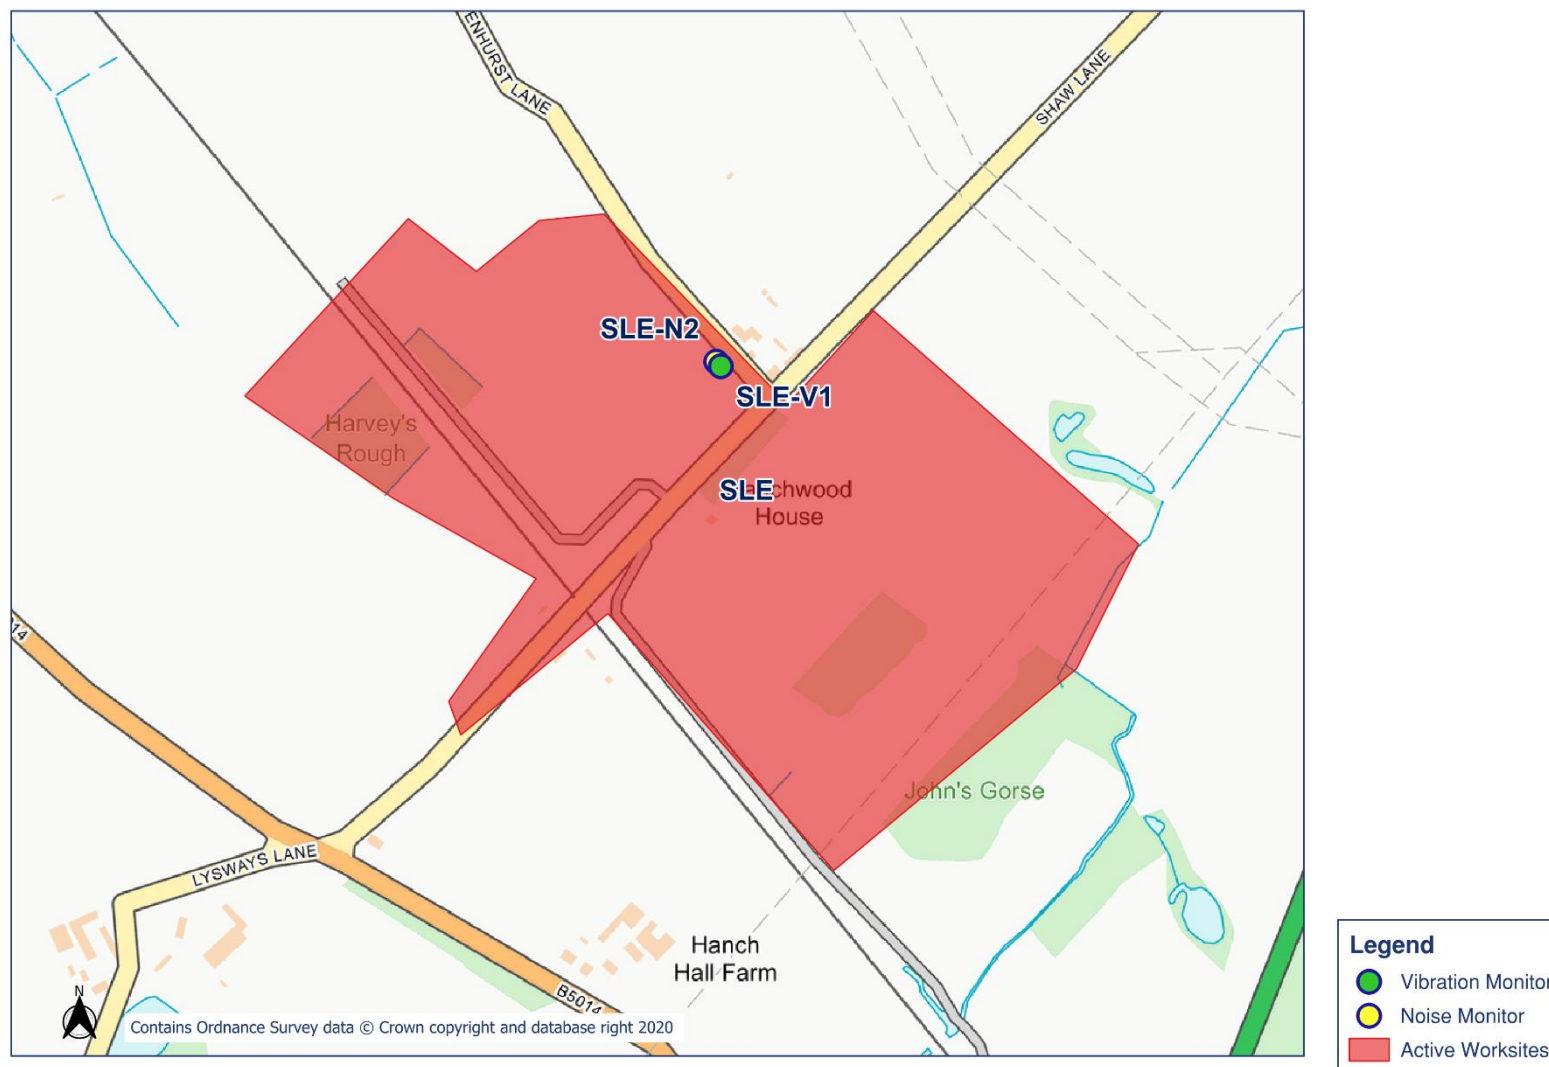 ENHURST LANE
SHAW LANE
SLE-N2
SLE-V1
Harvey's
Rough
SLE
chwood
House
14
John's Gorse
LYSWAYS LANE
Hanch
Hall Farm
B5014
N
Contains Ordnance Survey data © Crown copyright and database right 2020
Legend
Vibration Monitor
Noise Monitor
Active Worksites